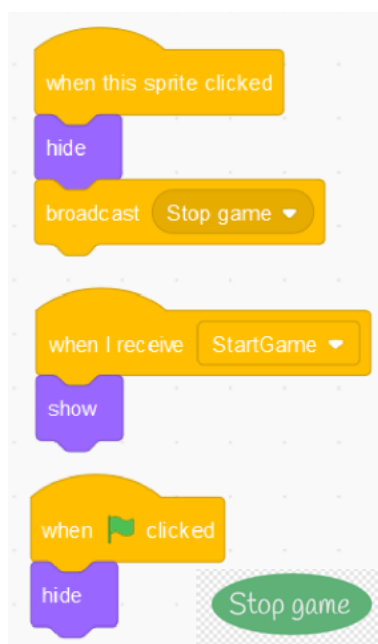 when this sprite clicked
hide
broadcast Stop game
when I receive StartGame
show
when clicked
hide
Stop game